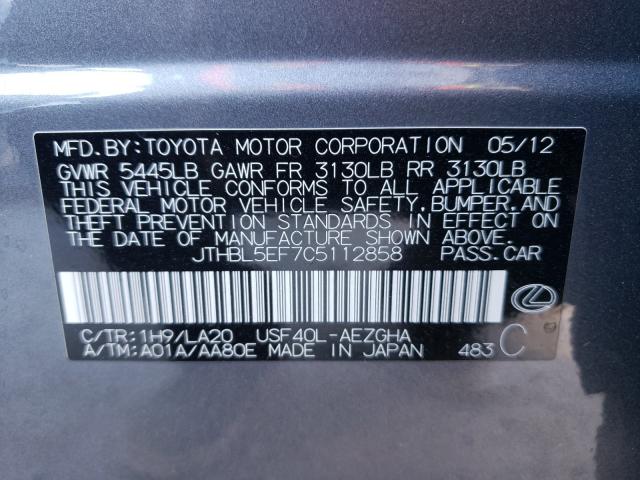 MFD.BY:TOYOTA MOTOR CORPORATION 05/12
GVWR 5445LB GAWR FR 3130LB RR 3130LB
THIS VEHICLE CONFORMS TO ALL APPLICABLE
FEDERAL MOTOR VEHICLE SAFETY,BUMPER,AND
THEFT PREVENTION STANDARDS IN EFFECT ON
THE DATE OF MANUFACTURE SHOWN ABOVE.
JTHBL5EF7C5112858 PASS.CAR
C/TR:1H9/LA20 USF40L-AEZGHA
A/TM:A01A/AA80E MADE IN JAPAN 483 C